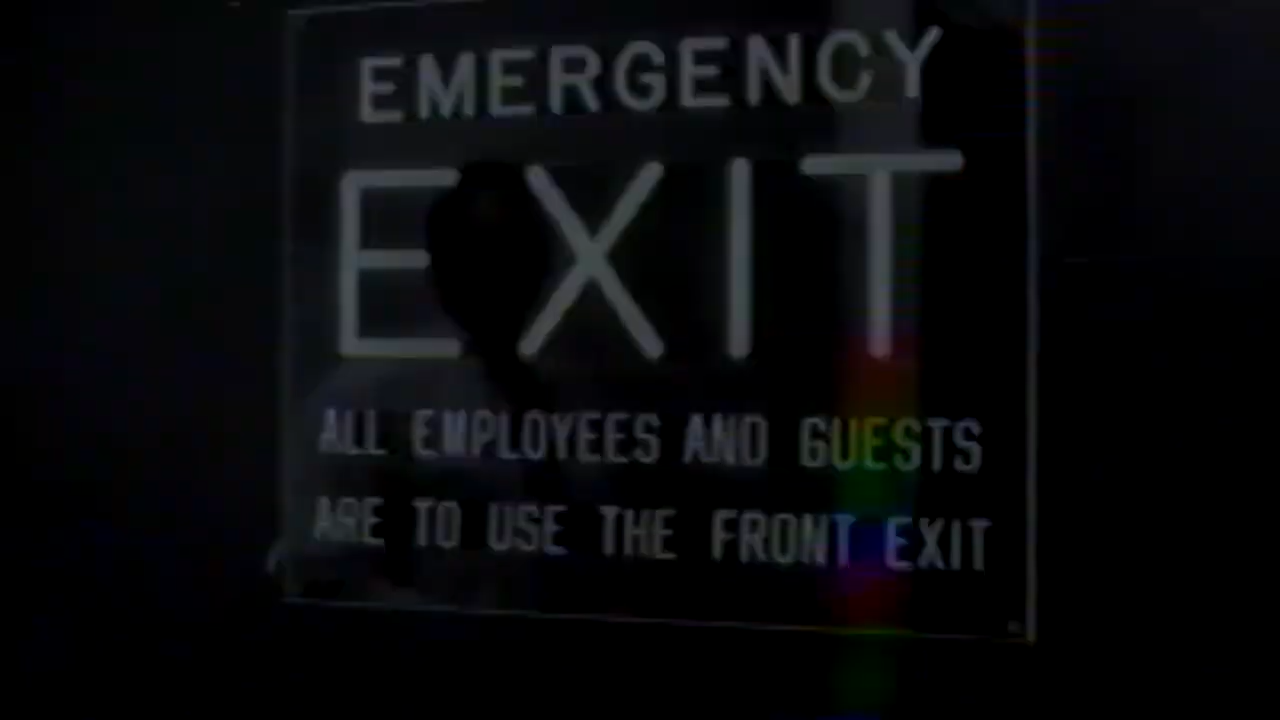 EMERGENCY
EXIT
ALL EMPLOYEES AND GUESTS
ARE TO USE THE FRONT EXIT